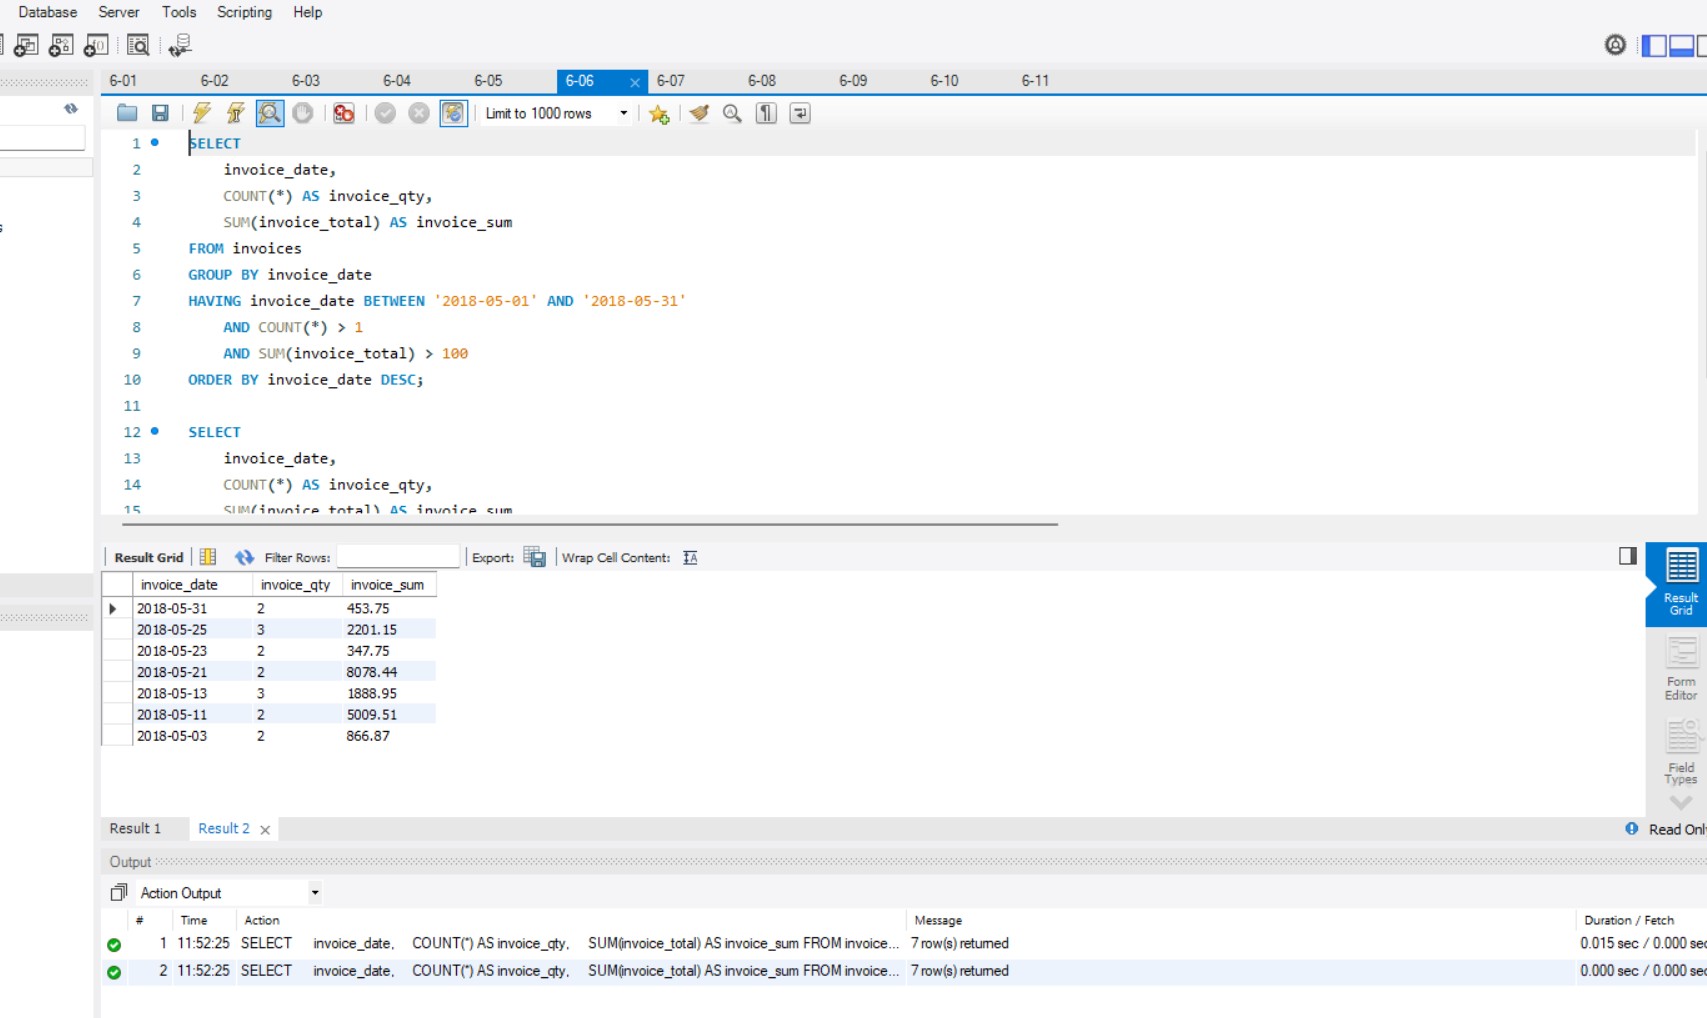 Database Server Tools Scripting Help
6-01 6-02 6-03 6-04 6-05 6-06 6-07 6-08 6-09 6-10 6-11
Limit to 1000 rows
1 SELECT
2 invoice_date,
3 COUNT(*) AS invoice_qty,
4 SUM(invoice_total) AS invoice_sum
5 FROM invoices
6 GROUP BY invoice_date
7 HAVING invoice_date BETWEEN '2018-05-01' AND '2018-05-31'
8 AND COUNT(*) > 1
9 AND SUM(invoice_total) > 100
10 ORDER BY invoice_date DESC;
11
12 SELECT
13 invoice_date,
14 COUNT(*) AS invoice_qty,
15 SUM(invoice_total) AS invoice_sum
Result Grid Filter Rows: Export: Wrap Cell Content:
invoice_date invoice_qty invoice_sum
2018-05-31 2 453.75
2018-05-25 3 2201.15
2018-05-23 2 347.75
2018-05-21 2 8078.44
2018-05-13 3 1888.95
2018-05-11 2 5009.51
2018-05-03 2 866.87
Result
Grid
Form
Editor
Field
Types
Result 1 Result 2 Read Onl
Output
Action Output
# Time Action Message Duration / Fetch
1 11:52:25 SELECT invoice_date, COUNT(*) AS invoice_qty, SUM(invoice_total) AS invoice_sum FROM invoice... 7 row(s) returned 0.015 sec / 0.000 sec
2 11:52:25 SELECT invoice_date, COUNT(*) AS invoice_qty, SUM(invoice_total) AS invoice_sum FROM invoice... 7 row(s) returned 0.000 sec / 0.000 sec